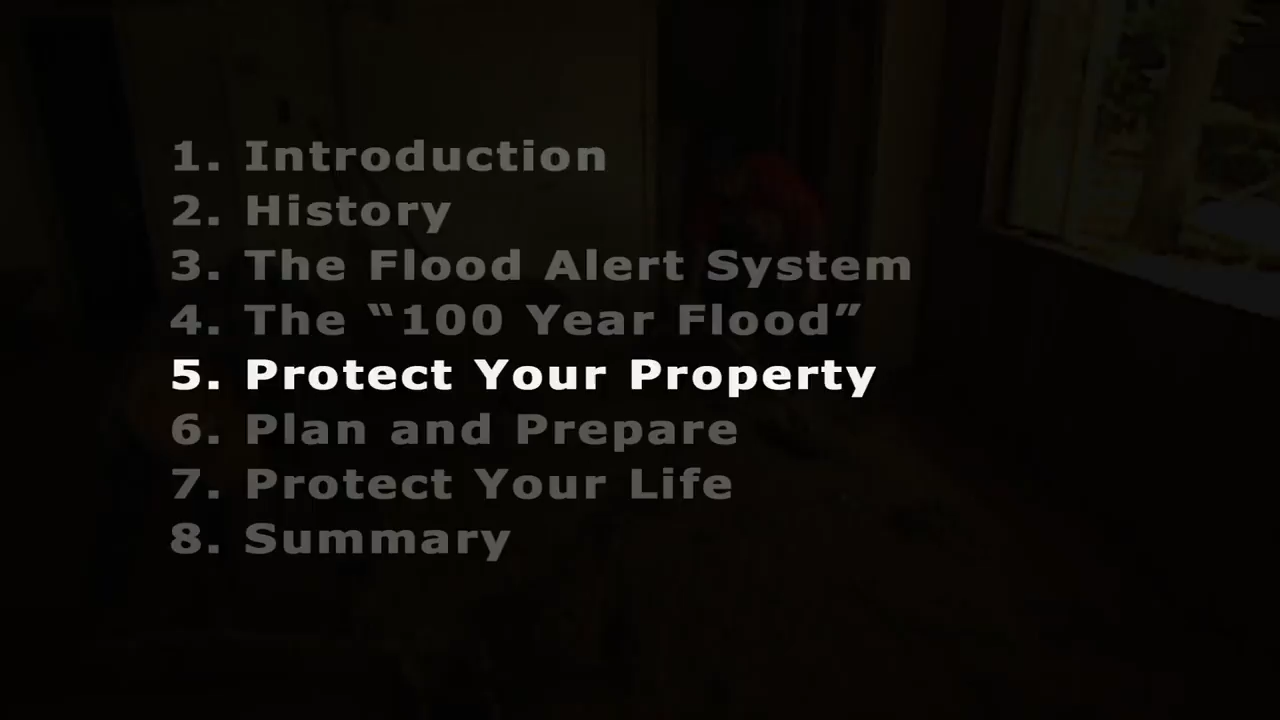 1. Introduction
2. History
3. The Flood Alert System
4. The “100 Year Flood”
5. Protect Your Property
6. Plan and Prepare
7. Protect Your Life
8. Summary